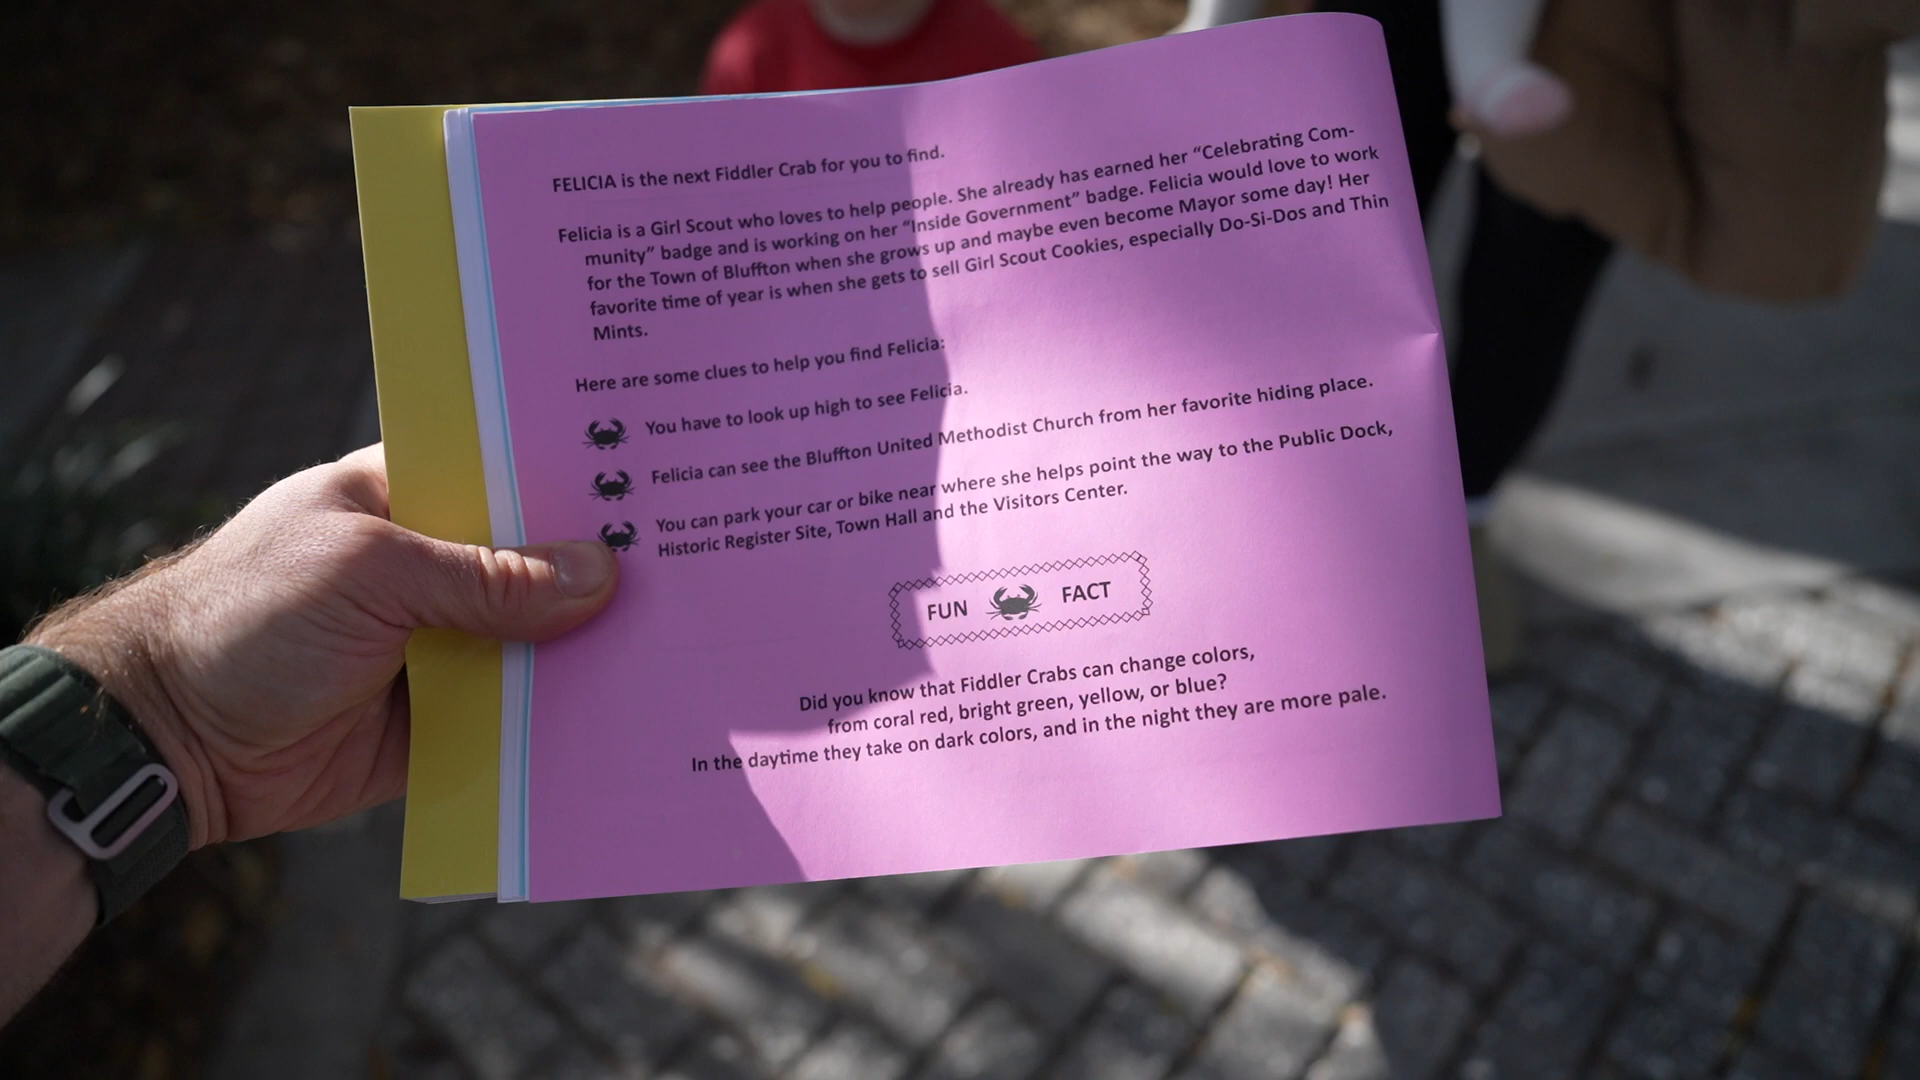 FELICIA is the next Fiddler Crab for you to find.
Felicia is a Girl Scout who loves to help people. She already has earned her “Celebrating Com-
munity” badge and is working on her “Inside Government” badge. Felicia would love to work
for the Town of Bluffton when she grows up and maybe even become Mayor some day! Her
favorite time of year is when she gets to sell Girl Scout Cookies, especially Do-Si-Dos and Thin
Mints.
Here are some clues to help you find Felicia:
You have to look up high to see Felicia.
Felicia can see the Bluffton United Methodist Church from her favorite hiding place.
You can park your car or bike near where she helps point the way to the Public Dock,
Historic Register Site, Town Hall and the Visitors Center.
FUN FACT
Did you know that Fiddler Crabs can change colors,
from coral red, bright green, yellow, or blue?
In the daytime they take on dark colors, and in the night they are more pale.